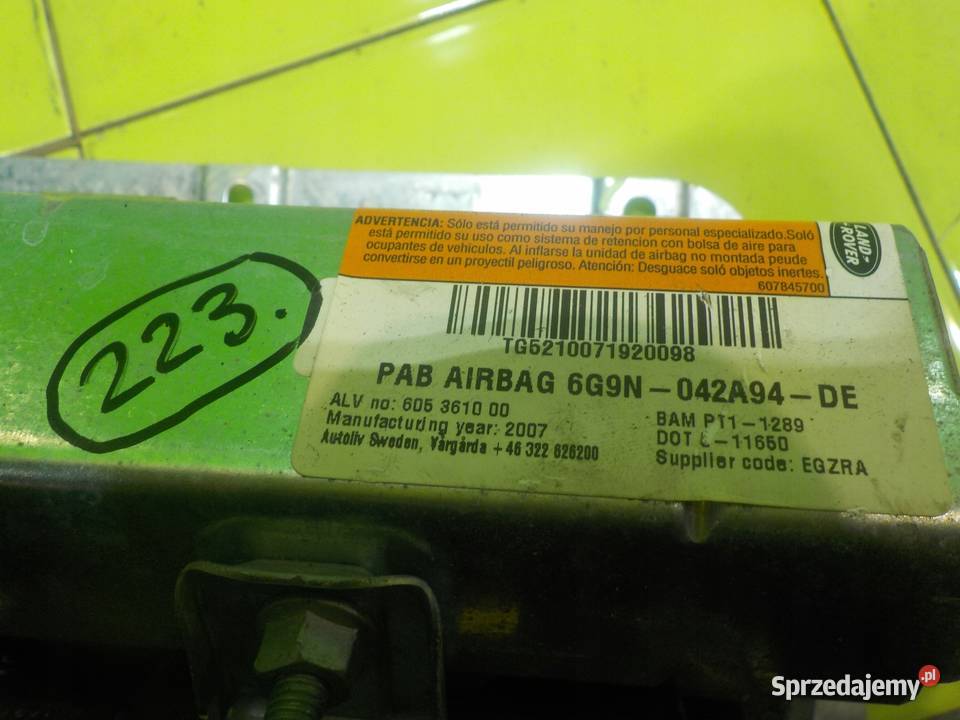 ADVERTENCIA: Sólo está permitido su manejo por personal especializado.Soló
está permitido su uso como sistema de retencion con bolsa de aire para
ocupantes de vehículos. Al inflarse la unidad de airbag no montada peude
convertirse en un proyectil peligroso. Atención: Desguace soló objetos inertes.
607845700
LAND-
ROVER
TG5210071920098
223.
PAB AIRBAG 6G9N-042A94-DE
ALV no: 605 3610 00
Manufacturing year: 2007
Autoliv Sweden, Vårgårda +46 322 626200
BAM PT1-1289
DOT -1165D
Supplier code: EGZRA
Sprzedajemy.pl